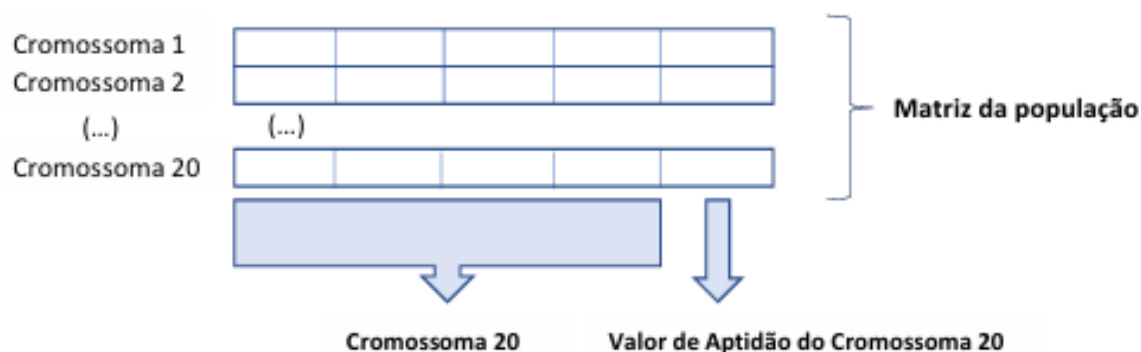 Cromossoma 1
Cromossoma 2
(...) (...)
Matriz da população
Cromossoma 20
Cromossoma 20 Valor de Aptidão do Cromossoma 20